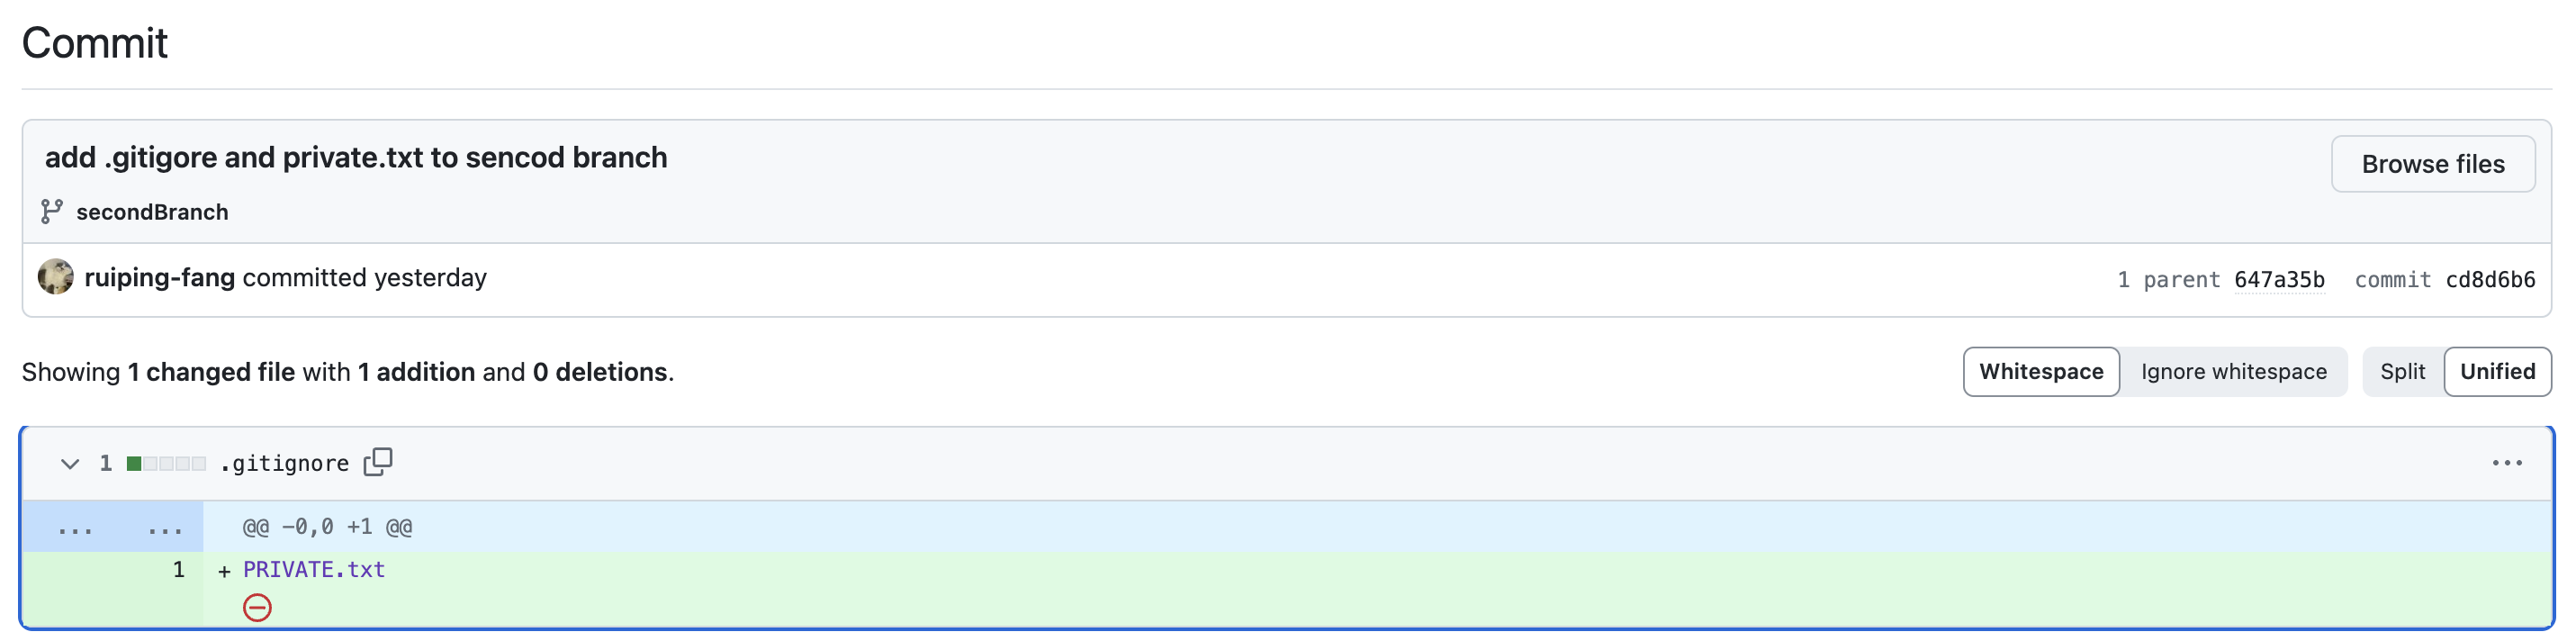 Commit
add .gitigore and private.txt to sencod branch
Browse files
secondBranch
ruiping-fang committed yesterday
1 parent 647a35b commit cd8d6b6
Showing 1 changed file with 1 addition and 0 deletions.
Whitespace Ignore whitespace Split Unified
1 .gitignore
... ... @@ -0,0 +1 @@
1 + PRIVATE.txt